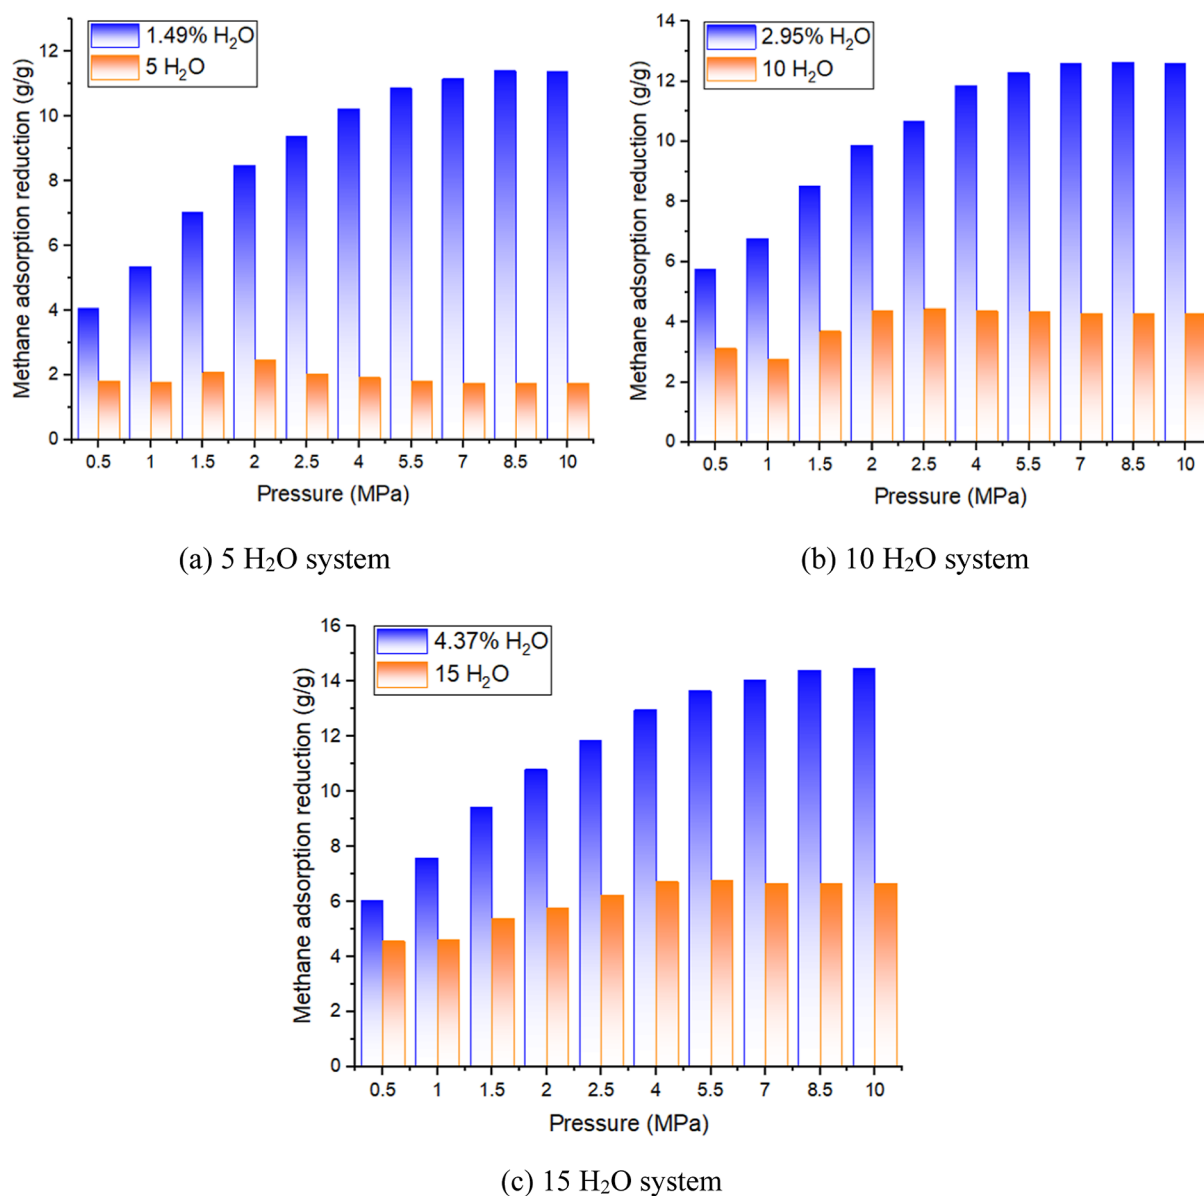 1.49% H₂O
5 H₂O
Methane adsorption reduction (g/g)
12
10
8
6
4
2
0
0.5 1 1.5 2 2.5 4 5.5 7 8.5 10
Pressure (MPa)
(a) 5 H₂O system
2.95% H₂O
10 H₂O
Methane adsorption reduction (g/g)
14
12
10
8
6
4
2
0
0.5 1 1.5 2 2.5 4 5.5 7 8.5 10
Pressure (MPa)
(b) 10 H₂O system
4.37% H₂O
15 H₂O
Methane adsorption reduction (g/g)
16
14
12
10
8
6
4
2
0
0.5 1 1.5 2 2.5 4 5.5 7 8.5 10
Pressure (MPa)
(c) 15 H₂O system